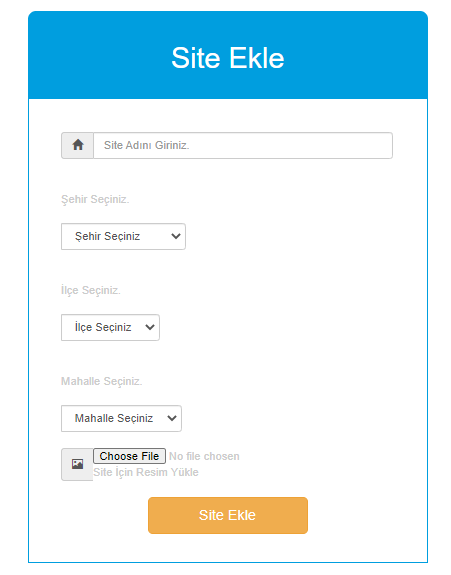 Site Ekle
Site Adını Giriniz.
Şehir Seçiniz.
Şehir Seçiniz
İlçe Seçiniz.
İlçe Seçiniz
Mahalle Seçiniz.
Mahalle Seçiniz
Choose File No file chosen
Site İçin Resim Yükle
Site Ekle